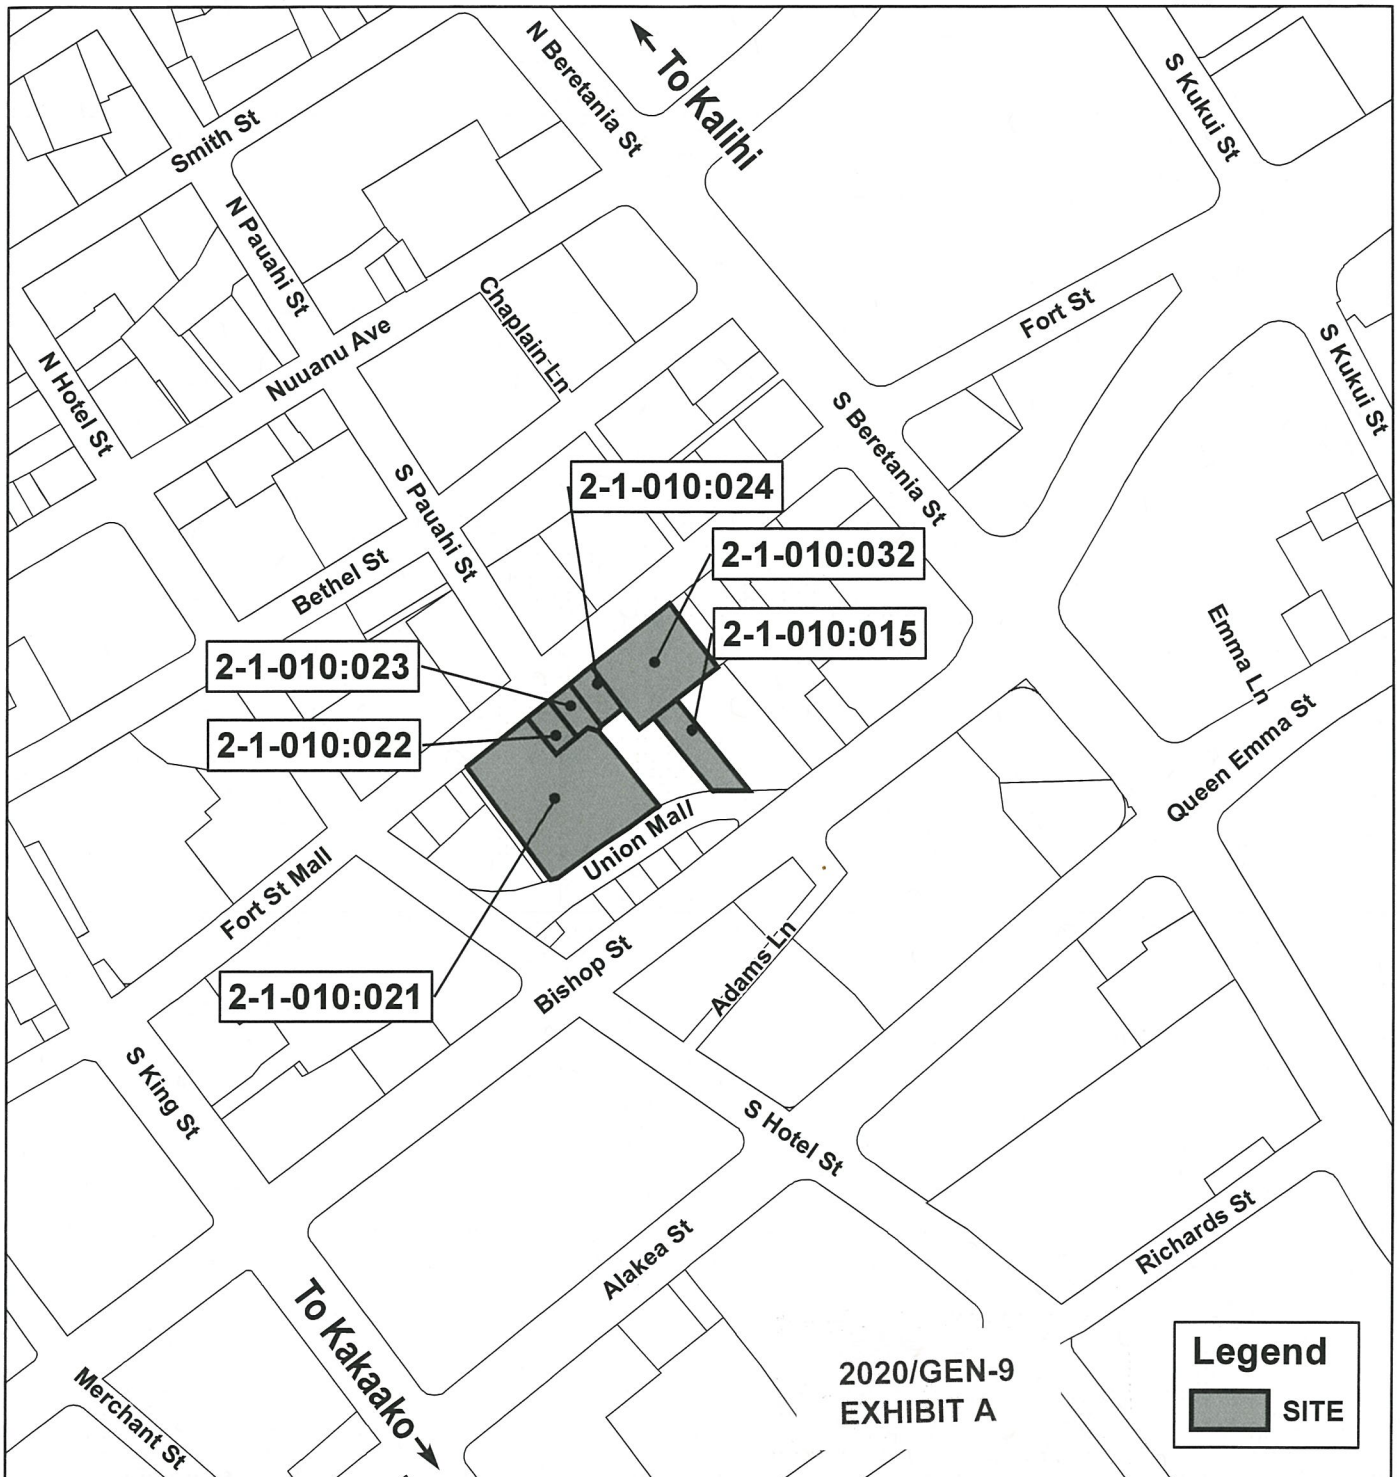 N Beretania St
To Kalihi
S Kukui St
Smith St
N Pauahi St
Chaplain Ln
Fort St
Nuuanu Ave
N Hotel St
S Kukui St
S Beretania St
S Pauahi St
2-1-010:024
2-1-010:032
Bethel St
2-1-010:015
2-1-010:023
Emma Ln
2-1-010:022
Queen Emma St
Union Mall
Fort St Mall
Bishop St
Adams Ln
2-1-010:021
S King St
S Hotel St
Richards St
Alakea St
To Kakaako
Merchant St
2020/GEN-9
EXHIBIT A
Legend
SITE